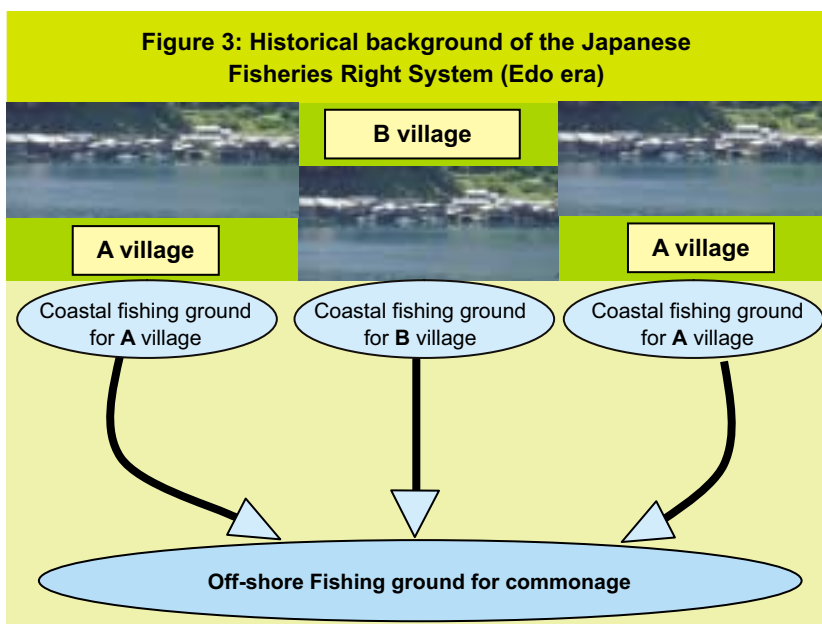 Figure 3: Historical background of the Japanese
Fisheries Right System (Edo era)
B village
A village
A village
Coastal fishing ground
for A village
Coastal fishing ground
for B village
Coastal fishing ground
for A village
Off-shore Fishing ground for commonage